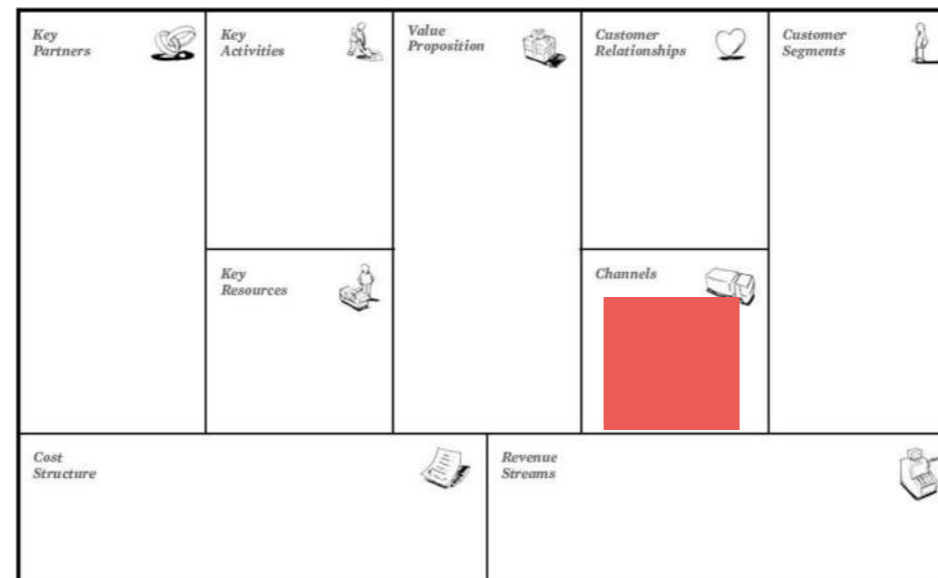 Key
Partners
Key
Activities
Value
Proposition
Customer
Relationships
Customer
Segments
Key
Resources
Channels
Cost
Structure
Revenue
Streams